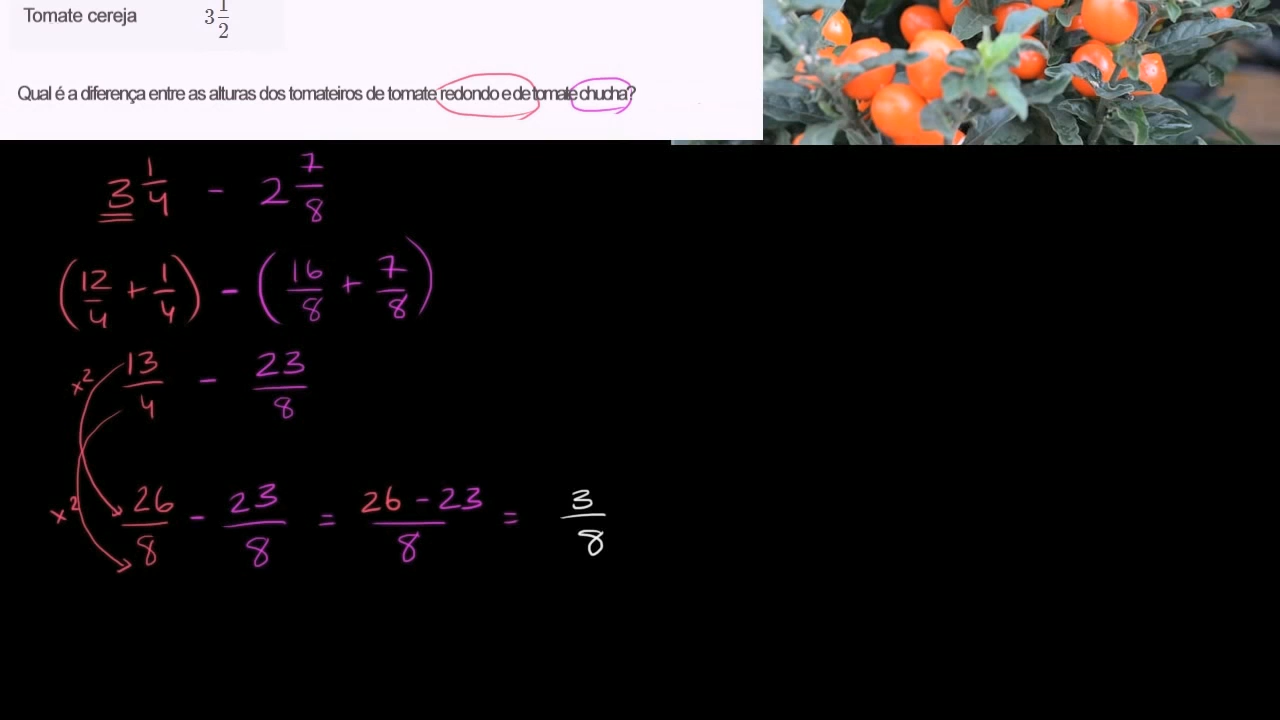 Tomate cereja 3 1/2
Qual é a diferença entre as alturas dos tomateiros de tomate redondo e de tomate chucha?
3 1/4 - 2 7/8
(12/4 + 1/4) - (16/8 + 7/8)
x2 13/4 - 23/8
x2 26/8 - 23/8 = 26 - 23/8 = 3/8